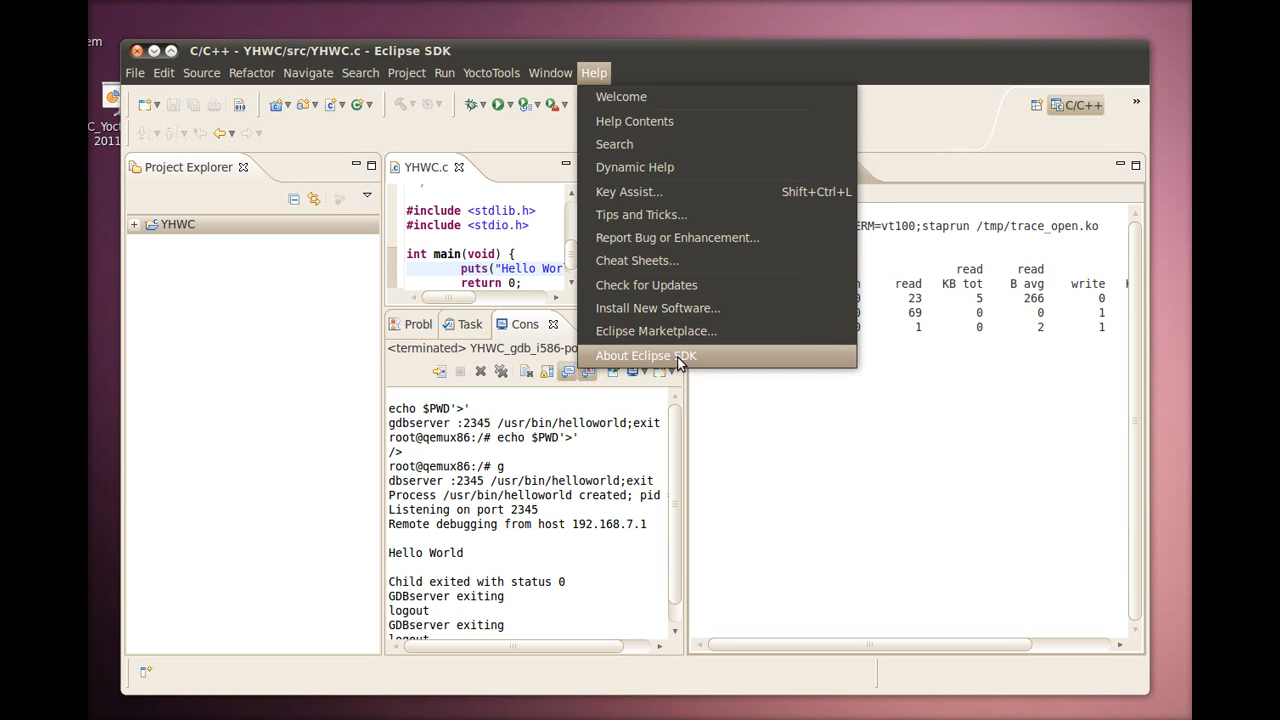 em
C/C++ - YHWC/src/YHWC.c - Eclipse SDK
File Edit Source Refactor Navigate Search Project Run YoctoTools Window Help
C_Yoc
2011
C/C++
Welcome
Help Contents
Search
Dynamic Help
Key Assist... Shift+Ctrl+L
Tips and Tricks...
Report Bug or Enhancement...
Cheat Sheets...
Check for Updates
Install New Software...
Eclipse Marketplace...
About Eclipse SDK
Project Explorer
YHWC
YHWC.c
#include <stdlib.h>
#include <stdio.h>
int main(void) {
puts("Hello Wor
return 0;
Probl Task Cons
<terminated> YHWC_gdb_i586-po
echo $PWD'>'
gdbserver :2345 /usr/bin/helloworld;exit
root@qemux86:/# echo $PWD'>'
/>
root@qemux86:/# g
dbserver :2345 /usr/bin/helloworld;exit
Process /usr/bin/helloworld created; pid
Listening on port 2345
Remote debugging from host 192.168.7.1
Hello World
Child exited with status 0
GDBserver exiting
logout
GDBserver exiting
logout
ERM=vt100;staprun /tmp/trace_open.ko
read read
n read KB tot B avg write K
23 5 266 0
69 0 0 1
1 0 2 1